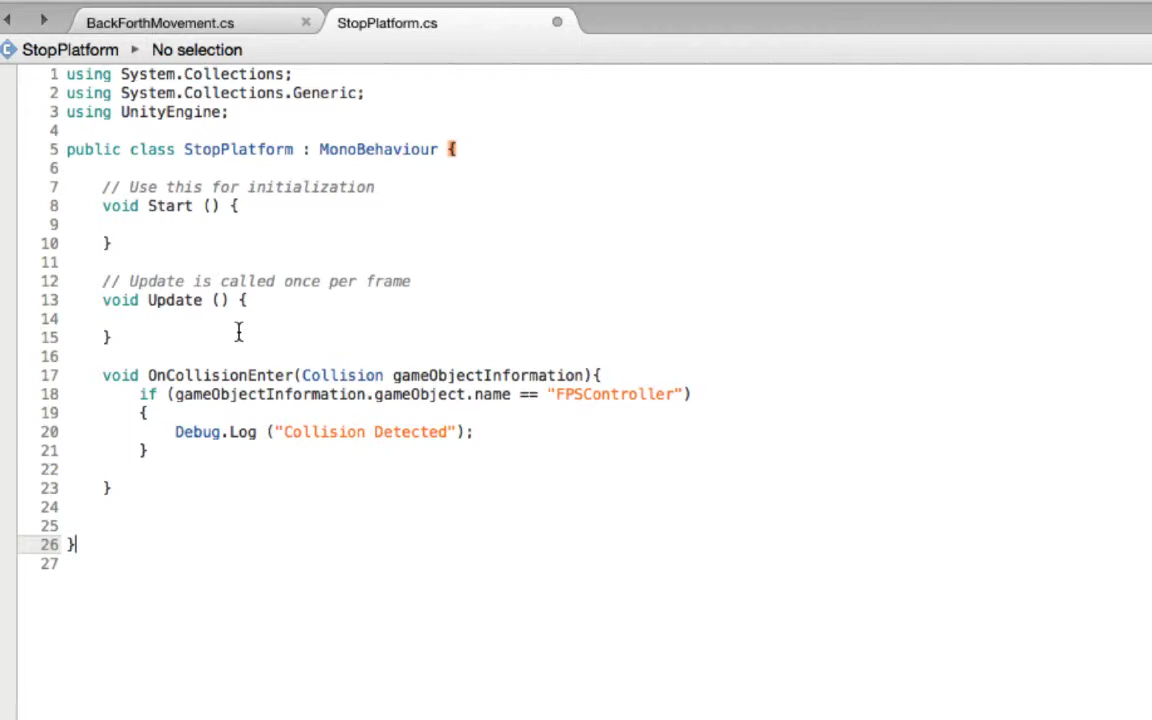 BackForthMovement.cs × StopPlatform.cs
StopPlatform ▸ No selection
1 using System.Collections;
2 using System.Collections.Generic;
3 using UnityEngine;
4
5 public class StopPlatform : MonoBehaviour {
6
7 // Use this for initialization
8 void Start () {
9
10 }
11
12 // Update is called once per frame
13 void Update () {
14
15 }
16
17 void OnCollisionEnter(Collision gameObjectInformation){
18 if (gameObjectInformation.gameObject.name == "FPSController")
19 {
20 Debug.Log ("Collision Detected");
21 }
22
23 }
24
25
26 }
27